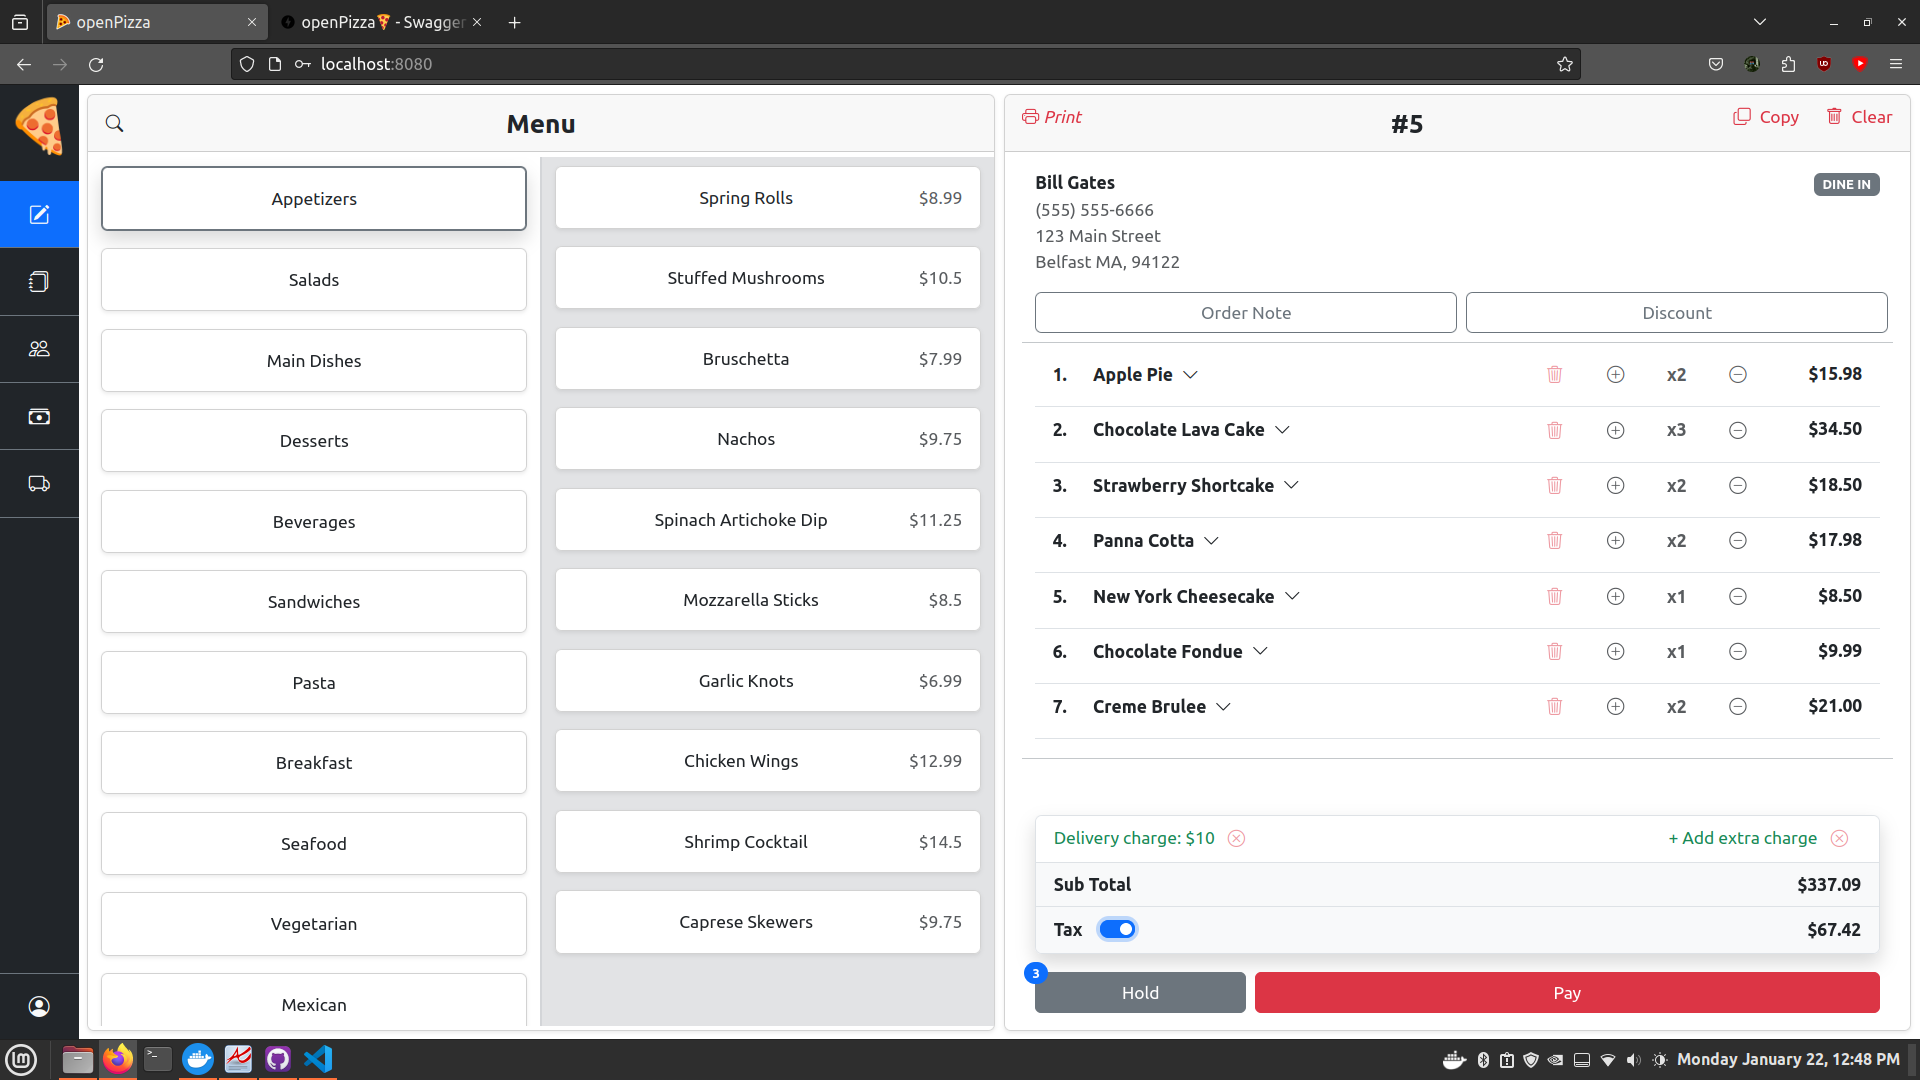 openPizza
openPizza🍕 - Swagger
localhost:8080
Menu
Appetizers
Salads
Main Dishes
Desserts
Beverages
Sandwiches
Pasta
Breakfast
Seafood
Vegetarian
Mexican
Spring Rolls $8.99
Stuffed Mushrooms $10.5
Bruschetta $7.99
Nachos $9.75
Spinach Artichoke Dip $11.25
Mozzarella Sticks $8.5
Garlic Knots $6.99
Chicken Wings $12.99
Shrimp Cocktail $14.5
Caprese Skewers $9.75
Print #5 Copy Clear
Bill Gates DINE IN
(555) 555-6666
123 Main Street
Belfast MA, 94122
Order Note Discount
1. Apple Pie x2 $15.98
2. Chocolate Lava Cake x3 $34.50
3. Strawberry Shortcake x2 $18.50
4. Panna Cotta x2 $17.98
5. New York Cheesecake x1 $8.50
6. Chocolate Fondue x1 $9.99
7. Creme Brulee x2 $21.00
Delivery charge: $10 + Add extra charge
Sub Total $337.09
Tax $67.42
3
Hold Pay
Monday January 22, 12:48 PM